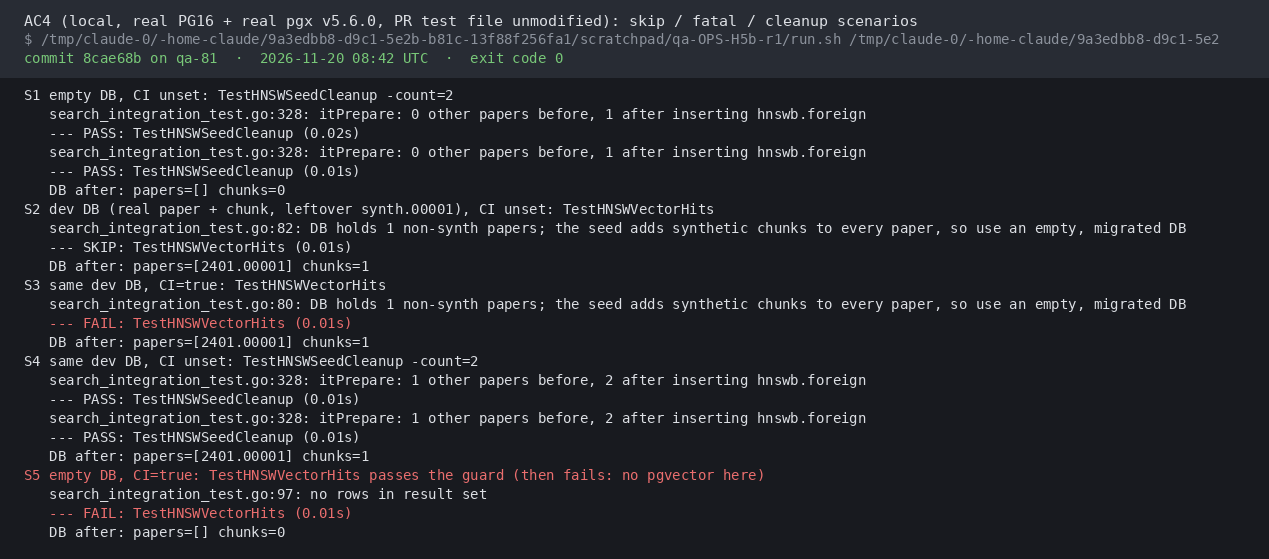 AC4 (local, real PG16 + real pgx v5.6.0, PR test file unmodified): skip / fatal / cleanup scenarios
$ /tmp/claude-0/-home-claude/9a3edbb8-d9c1-5e2b-b81c-13f88f256fa1/scratchpad/qa-OPS-H5b-r1/run.sh /tmp/claude-0/-home-claude/9a3edbb8-d9c1-5e2
commit 8cae68b on qa-81 · 2026-11-20 08:42 UTC · exit code 0
S1 empty DB, CI unset: TestHNSWSeedCleanup -count=2
search_integration_test.go:328: itPrepare: 0 other papers before, 1 after inserting hnswb.foreign
--- PASS: TestHNSWSeedCleanup (0.02s)
search_integration_test.go:328: itPrepare: 0 other papers before, 1 after inserting hnswb.foreign
--- PASS: TestHNSWSeedCleanup (0.01s)
DB after: papers=[] chunks=0
S2 dev DB (real paper + chunk, leftover synth.00001), CI unset: TestHNSWVectorHits
search_integration_test.go:82: DB holds 1 non-synth papers; the seed adds synthetic chunks to every paper, so use an empty, migrated DB
--- SKIP: TestHNSWVectorHits (0.01s)
DB after: papers=[2401.00001] chunks=1
S3 same dev DB, CI=true: TestHNSWVectorHits
search_integration_test.go:80: DB holds 1 non-synth papers; the seed adds synthetic chunks to every paper, so use an empty, migrated DB
--- FAIL: TestHNSWVectorHits (0.01s)
DB after: papers=[2401.00001] chunks=1
S4 same dev DB, CI unset: TestHNSWSeedCleanup -count=2
search_integration_test.go:328: itPrepare: 1 other papers before, 2 after inserting hnswb.foreign
--- PASS: TestHNSWSeedCleanup (0.01s)
search_integration_test.go:328: itPrepare: 1 other papers before, 2 after inserting hnswb.foreign
--- PASS: TestHNSWSeedCleanup (0.01s)
DB after: papers=[2401.00001] chunks=1
S5 empty DB, CI=true: TestHNSWVectorHits passes the guard (then fails: no pgvector here)
search_integration_test.go:97: no rows in result set
--- FAIL: TestHNSWVectorHits (0.01s)
DB after: papers=[] chunks=0